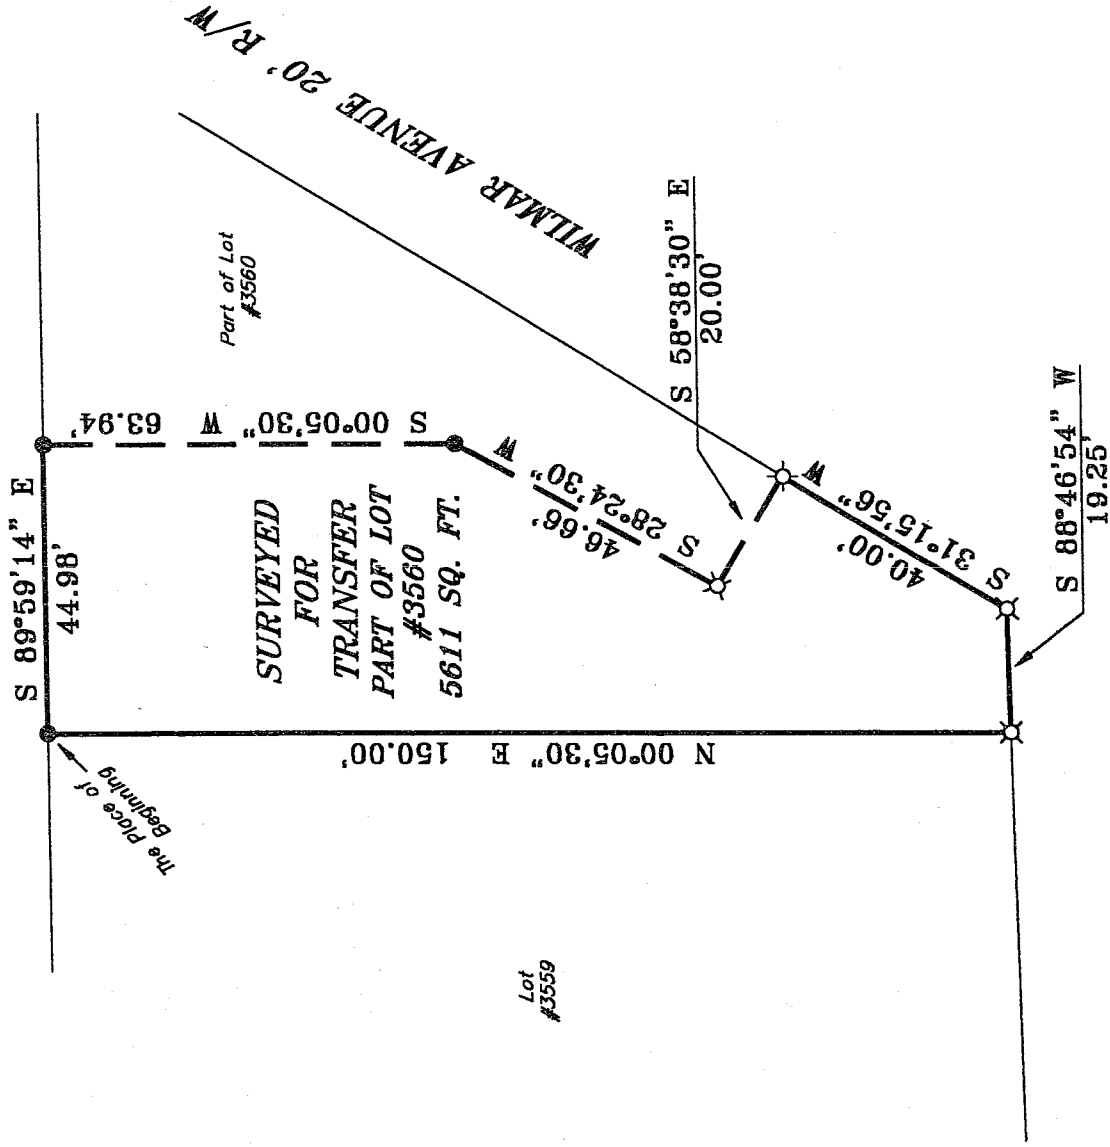 S 89°59'14" E
44.98'
WILMAR AVENUE 20' R/W
Part of Lot
#3560
S 00°05'30" W 63.94'
SURVEYED
FOR
TRANSFER
PART OF LOT
#3560
5611 SQ. FT.
S 28°24'30" W
46.66'
S 58°38'30" E
20.00'
S 31°15'56" W
40.00'
S 88°46'54" W
19.25'
N 00°05'30" E 150.00'
The Place of
Beginning
Lot
#3559